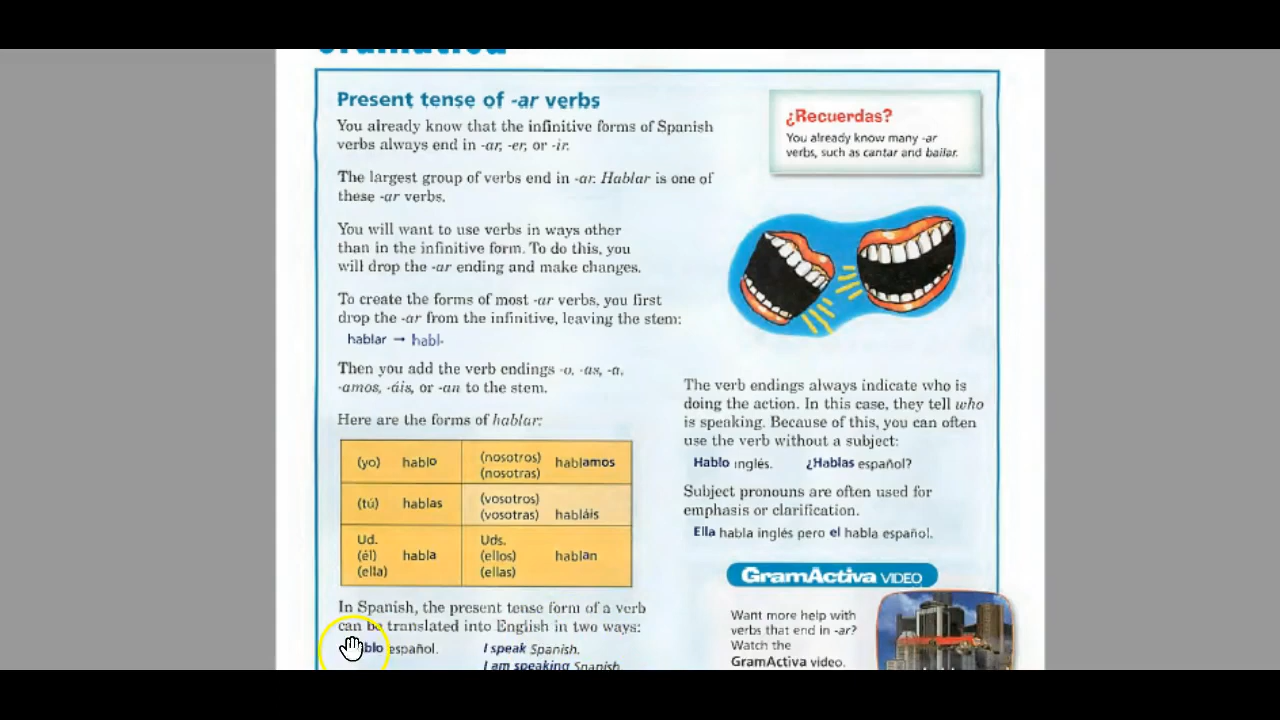 Present tense of -ar verbs
You already know that the infinitive forms of Spanish
verbs always end in -ar, -er, or -ir.
The largest group of verbs end in -ar. Hablar is one of
these -ar verbs.
You will want to use verbs in ways other
than in the infinitive form. To do this, you
will drop the -ar ending and make changes.
To create the forms of most -ar verbs, you first
drop the -ar from the infinitive, leaving the stem:
hablar → habl-
Then you add the verb endings -o, -as, -a,
-amos, -áis, or -an to the stem.
Here are the forms of hablar:
(yo) hablo (nosotros) (nosotras) hablamos
(tú) hablas (vosotros) (vosotras) habláis
Ud. (él) (ella) habla Uds. (ellos) (ellas) hablan
In Spanish, the present tense form of a verb
can be translated into English in two ways:
español. I speak Spanish.
I am speaking Spanish.
¿Recuerdas?
You already know many -ar
verbs, such as cantar and bailar.
The verb endings always indicate who is
doing the action. In this case, they tell who
is speaking. Because of this, you can often
use the verb without a subject:
Hablo inglés. ¿Hablas español?
Subject pronouns are often used for
emphasis or clarification.
Ella habla inglés pero el habla español.
GramActiva VIDEO
Want more help with
verbs that end in -ar?
Watch the
GramActiva video.